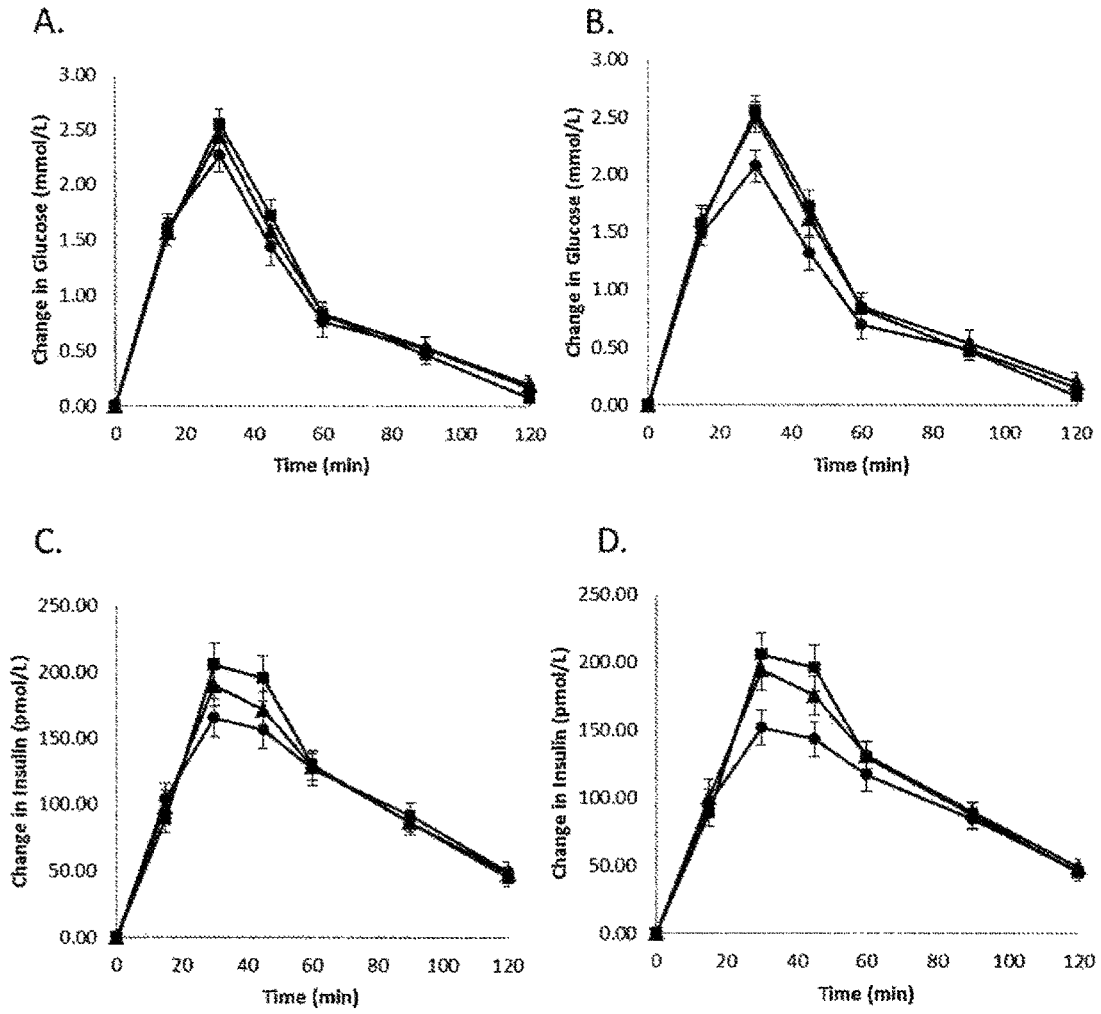 A.
3.00
2.50
2.00
1.50
1.00
0.50
0.00
Change in Glucose (mmol/L)
0 20 40 60 80 100 120
Time (min)
B.
3.00
2.50
2.00
1.50
1.00
0.50
0.00
Change in Glucose (mmol/L)
0 20 40 60 80 100 120
Time (min)
C.
250.00
200.00
150.00
100.00
50.00
0.00
Change in Insulin (pmol/L)
0 20 40 60 80 100 120
Time (min)
D.
250.00
200.00
150.00
100.00
50.00
0.00
Change in Insulin (pmol/L)
0 20 40 60 80 100 120
Time (min)